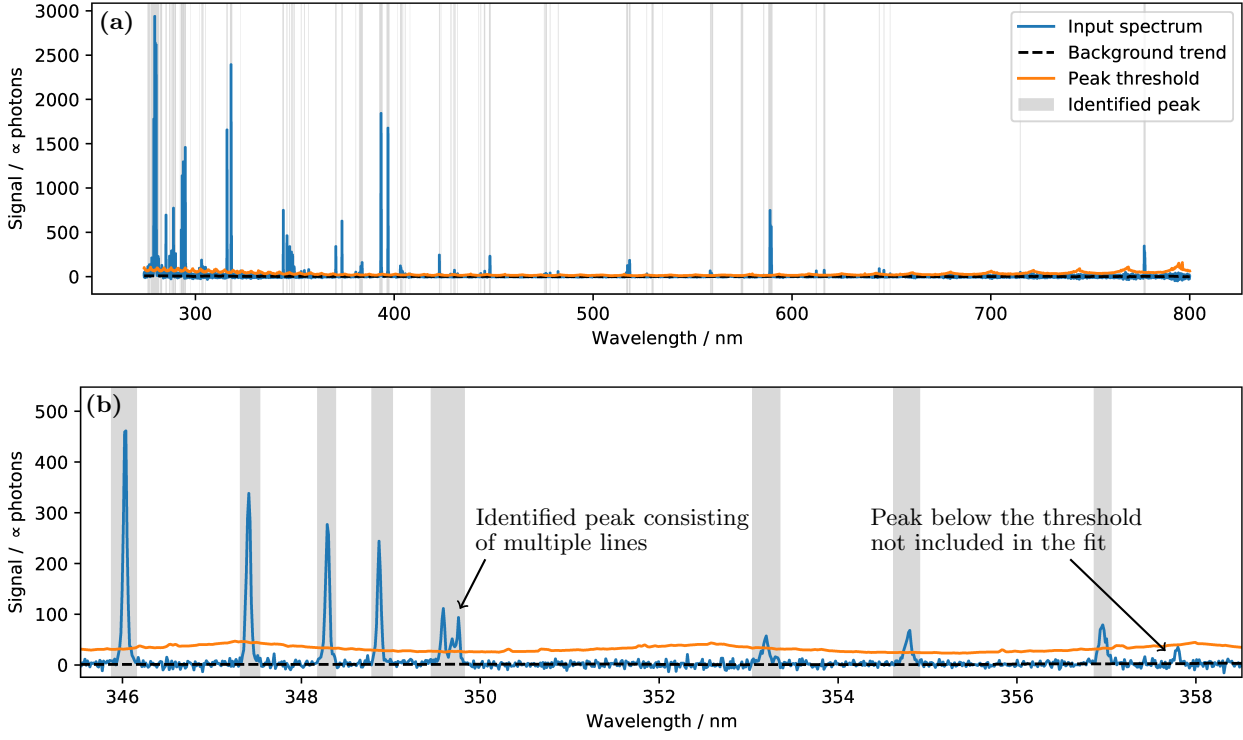 (a)
Signal / ∝ photons
3000
2500
2000
1500
1000
500
0
Input spectrum
Background trend
Peak threshold
Identified peak
300
400
500
600
700
800
Wavelength / nm
(b)
Signal / ∝ photons
500
400
300
200
100
0
Identified peak consisting
of multiple lines
Peak below the threshold
not included in the fit
346
348
350
352
354
356
358
Wavelength / nm